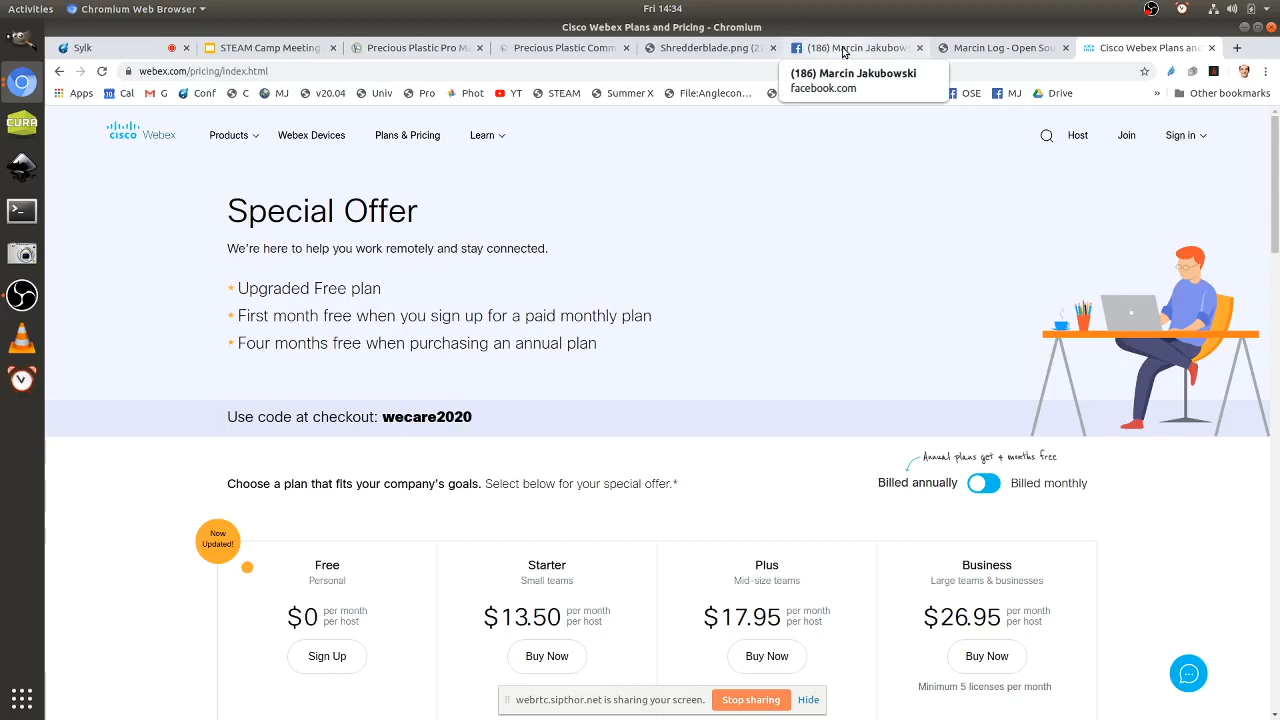 Activities
Chromium Web Browser
Fri 14:34
Cisco Webex Plans and Pricing - Chromium
Sylk
STEAM Camp Meeting
Precious Plastic Pro Ma
Precious Plastic Comm
Shredderblade.png (22
(186) Marcin Jakubows
Marcin Log - Open Sou
Cisco Webex Plans and
webex.com/pricing/index.html
(186) Marcin Jakubowski
facebook.com
Apps
Cal
G
Conf
C
MJ
v20.04
Univ
Pro
Phot
YT
STEAM
Summer X
File:Anglecon...
OSE
MJ
Drive
Other bookmarks
CISCO Webex
Products
Webex Devices
Plans & Pricing
Learn
Host
Join
Sign in
CURA
Special Offer
We're here to help you work remotely and stay connected.
* Upgraded Free plan
* First month free when you sign up for a paid monthly plan
* Four months free when purchasing an annual plan
Use code at checkout: wecare2020
Annual plans get 4 months free
Choose a plan that fits your company's goals. Select below for your special offer.*
Billed annually
Billed monthly
Now
Updated!
Free
Personal
$0 per month
per host
Sign Up
Starter
Small teams
$13.50 per month
per host
Buy Now
Plus
Mid-size teams
$17.95 per month
per host
Buy Now
Business
Large teams & businesses
$26.95 per month
per host
Buy Now
Minimum 5 licenses per month
webrtc.sipthor.net is sharing your screen.
Stop sharing
Hide